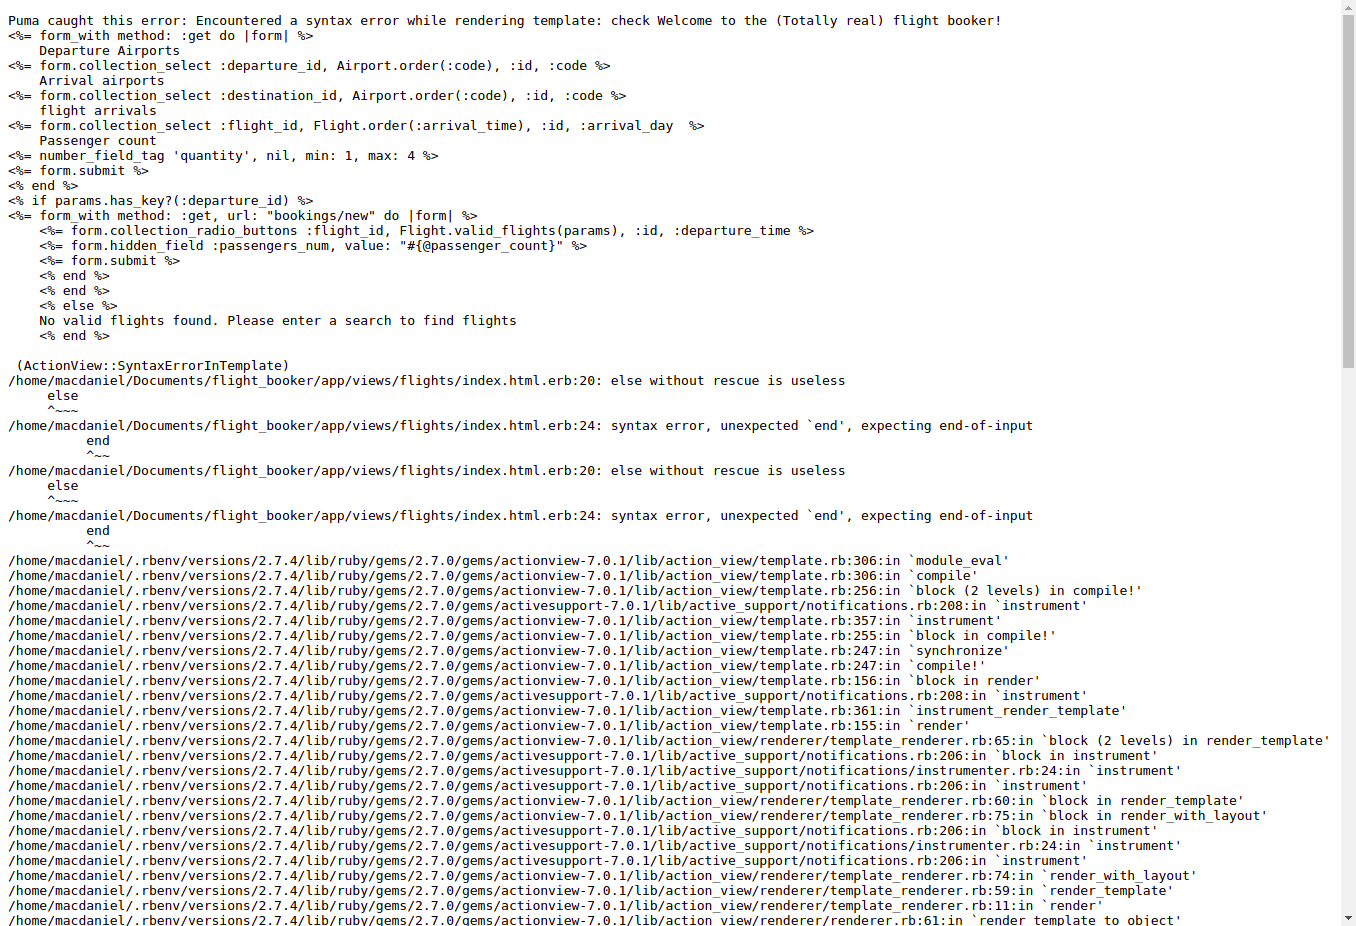 Puma caught this error: Encountered a syntax error while rendering template: check Welcome to the (Totally real) flight booker!
<%= form_with method: :get do |form| %>
    Departure Airports
<%= form.collection_select :departure_id, Airport.order(:code), :id, :code %>
    Arrival airports
<%= form.collection_select :destination_id, Airport.order(:code), :id, :code %>
    flight arrivals
<%= form.collection_select :flight_id, Flight.order(:arrival_time), :id, :arrival_day  %>
    Passenger count
<%= number_field_tag 'quantity', nil, min: 1, max: 4 %>
<%= form.submit %>
<% end %>
<% if params.has_key?(:departure_id) %>
<%= form_with method: :get, url: "bookings/new" do |form| %>
    <%= form.collection_radio_buttons :flight_id, Flight.valid_flights(params), :id, :departure_time %>
    <%= form.hidden_field :passengers_num, value: "#{@passenger_count}" %>
    <%= form.submit %>
    <% end %>
    <% end %>
    <% else %>
    No valid flights found. Please enter a search to find flights
    <% end %>

 (ActionView::SyntaxErrorInTemplate)
/home/macdaniel/Documents/flight_booker/app/views/flights/index.html.erb:20: else without rescue is useless
     else
     ^~~~
/home/macdaniel/Documents/flight_booker/app/views/flights/index.html.erb:24: syntax error, unexpected `end', expecting end-of-input
          end
          ^~~
/home/macdaniel/Documents/flight_booker/app/views/flights/index.html.erb:20: else without rescue is useless
     else
     ^~~~
/home/macdaniel/Documents/flight_booker/app/views/flights/index.html.erb:24: syntax error, unexpected `end', expecting end-of-input
          end
          ^~~
/home/macdaniel/.rbenv/versions/2.7.4/lib/ruby/gems/2.7.0/gems/actionview-7.0.1/lib/action_view/template.rb:306:in `module_eval'
/home/macdaniel/.rbenv/versions/2.7.4/lib/ruby/gems/2.7.0/gems/actionview-7.0.1/lib/action_view/template.rb:306:in `compile'
/home/macdaniel/.rbenv/versions/2.7.4/lib/ruby/gems/2.7.0/gems/actionview-7.0.1/lib/action_view/template.rb:256:in `block (2 levels) in compile!'
/home/macdaniel/.rbenv/versions/2.7.4/lib/ruby/gems/2.7.0/gems/activesupport-7.0.1/lib/active_support/notifications.rb:208:in `instrument'
/home/macdaniel/.rbenv/versions/2.7.4/lib/ruby/gems/2.7.0/gems/actionview-7.0.1/lib/action_view/template.rb:357:in `instrument'
/home/macdaniel/.rbenv/versions/2.7.4/lib/ruby/gems/2.7.0/gems/actionview-7.0.1/lib/action_view/template.rb:255:in `block in compile!'
/home/macdaniel/.rbenv/versions/2.7.4/lib/ruby/gems/2.7.0/gems/actionview-7.0.1/lib/action_view/template.rb:247:in `synchronize'
/home/macdaniel/.rbenv/versions/2.7.4/lib/ruby/gems/2.7.0/gems/actionview-7.0.1/lib/action_view/template.rb:247:in `compile!'
/home/macdaniel/.rbenv/versions/2.7.4/lib/ruby/gems/2.7.0/gems/actionview-7.0.1/lib/action_view/template.rb:156:in `block in render'
/home/macdaniel/.rbenv/versions/2.7.4/lib/ruby/gems/2.7.0/gems/activesupport-7.0.1/lib/active_support/notifications.rb:208:in `instrument'
/home/macdaniel/.rbenv/versions/2.7.4/lib/ruby/gems/2.7.0/gems/actionview-7.0.1/lib/action_view/template.rb:361:in `instrument_render_template'
/home/macdaniel/.rbenv/versions/2.7.4/lib/ruby/gems/2.7.0/gems/actionview-7.0.1/lib/action_view/template.rb:155:in `render'
/home/macdaniel/.rbenv/versions/2.7.4/lib/ruby/gems/2.7.0/gems/actionview-7.0.1/lib/action_view/renderer/template_renderer.rb:65:in `block (2 levels) in render_template'
/home/macdaniel/.rbenv/versions/2.7.4/lib/ruby/gems/2.7.0/gems/activesupport-7.0.1/lib/active_support/notifications.rb:206:in `block in instrument'
/home/macdaniel/.rbenv/versions/2.7.4/lib/ruby/gems/2.7.0/gems/activesupport-7.0.1/lib/active_support/notifications/instrumenter.rb:24:in `instrument'
/home/macdaniel/.rbenv/versions/2.7.4/lib/ruby/gems/2.7.0/gems/activesupport-7.0.1/lib/active_support/notifications.rb:206:in `instrument'
/home/macdaniel/.rbenv/versions/2.7.4/lib/ruby/gems/2.7.0/gems/actionview-7.0.1/lib/action_view/renderer/template_renderer.rb:60:in `block in render_template'
/home/macdaniel/.rbenv/versions/2.7.4/lib/ruby/gems/2.7.0/gems/actionview-7.0.1/lib/action_view/renderer/template_renderer.rb:75:in `block in render_with_layout'
/home/macdaniel/.rbenv/versions/2.7.4/lib/ruby/gems/2.7.0/gems/activesupport-7.0.1/lib/active_support/notifications.rb:206:in `block in instrument'
/home/macdaniel/.rbenv/versions/2.7.4/lib/ruby/gems/2.7.0/gems/activesupport-7.0.1/lib/active_support/notifications/instrumenter.rb:24:in `instrument'
/home/macdaniel/.rbenv/versions/2.7.4/lib/ruby/gems/2.7.0/gems/activesupport-7.0.1/lib/active_support/notifications.rb:206:in `instrument'
/home/macdaniel/.rbenv/versions/2.7.4/lib/ruby/gems/2.7.0/gems/actionview-7.0.1/lib/action_view/renderer/template_renderer.rb:74:in `render_with_layout'
/home/macdaniel/.rbenv/versions/2.7.4/lib/ruby/gems/2.7.0/gems/actionview-7.0.1/lib/action_view/renderer/template_renderer.rb:59:in `render_template'
/home/macdaniel/.rbenv/versions/2.7.4/lib/ruby/gems/2.7.0/gems/actionview-7.0.1/lib/action_view/renderer/template_renderer.rb:11:in `render'
/home/macdaniel/.rbenv/versions/2.7.4/lib/ruby/gems/2.7.0/gems/actionview-7.0.1/lib/action_view/renderer/renderer.rb:61:in `render_template_to_object'